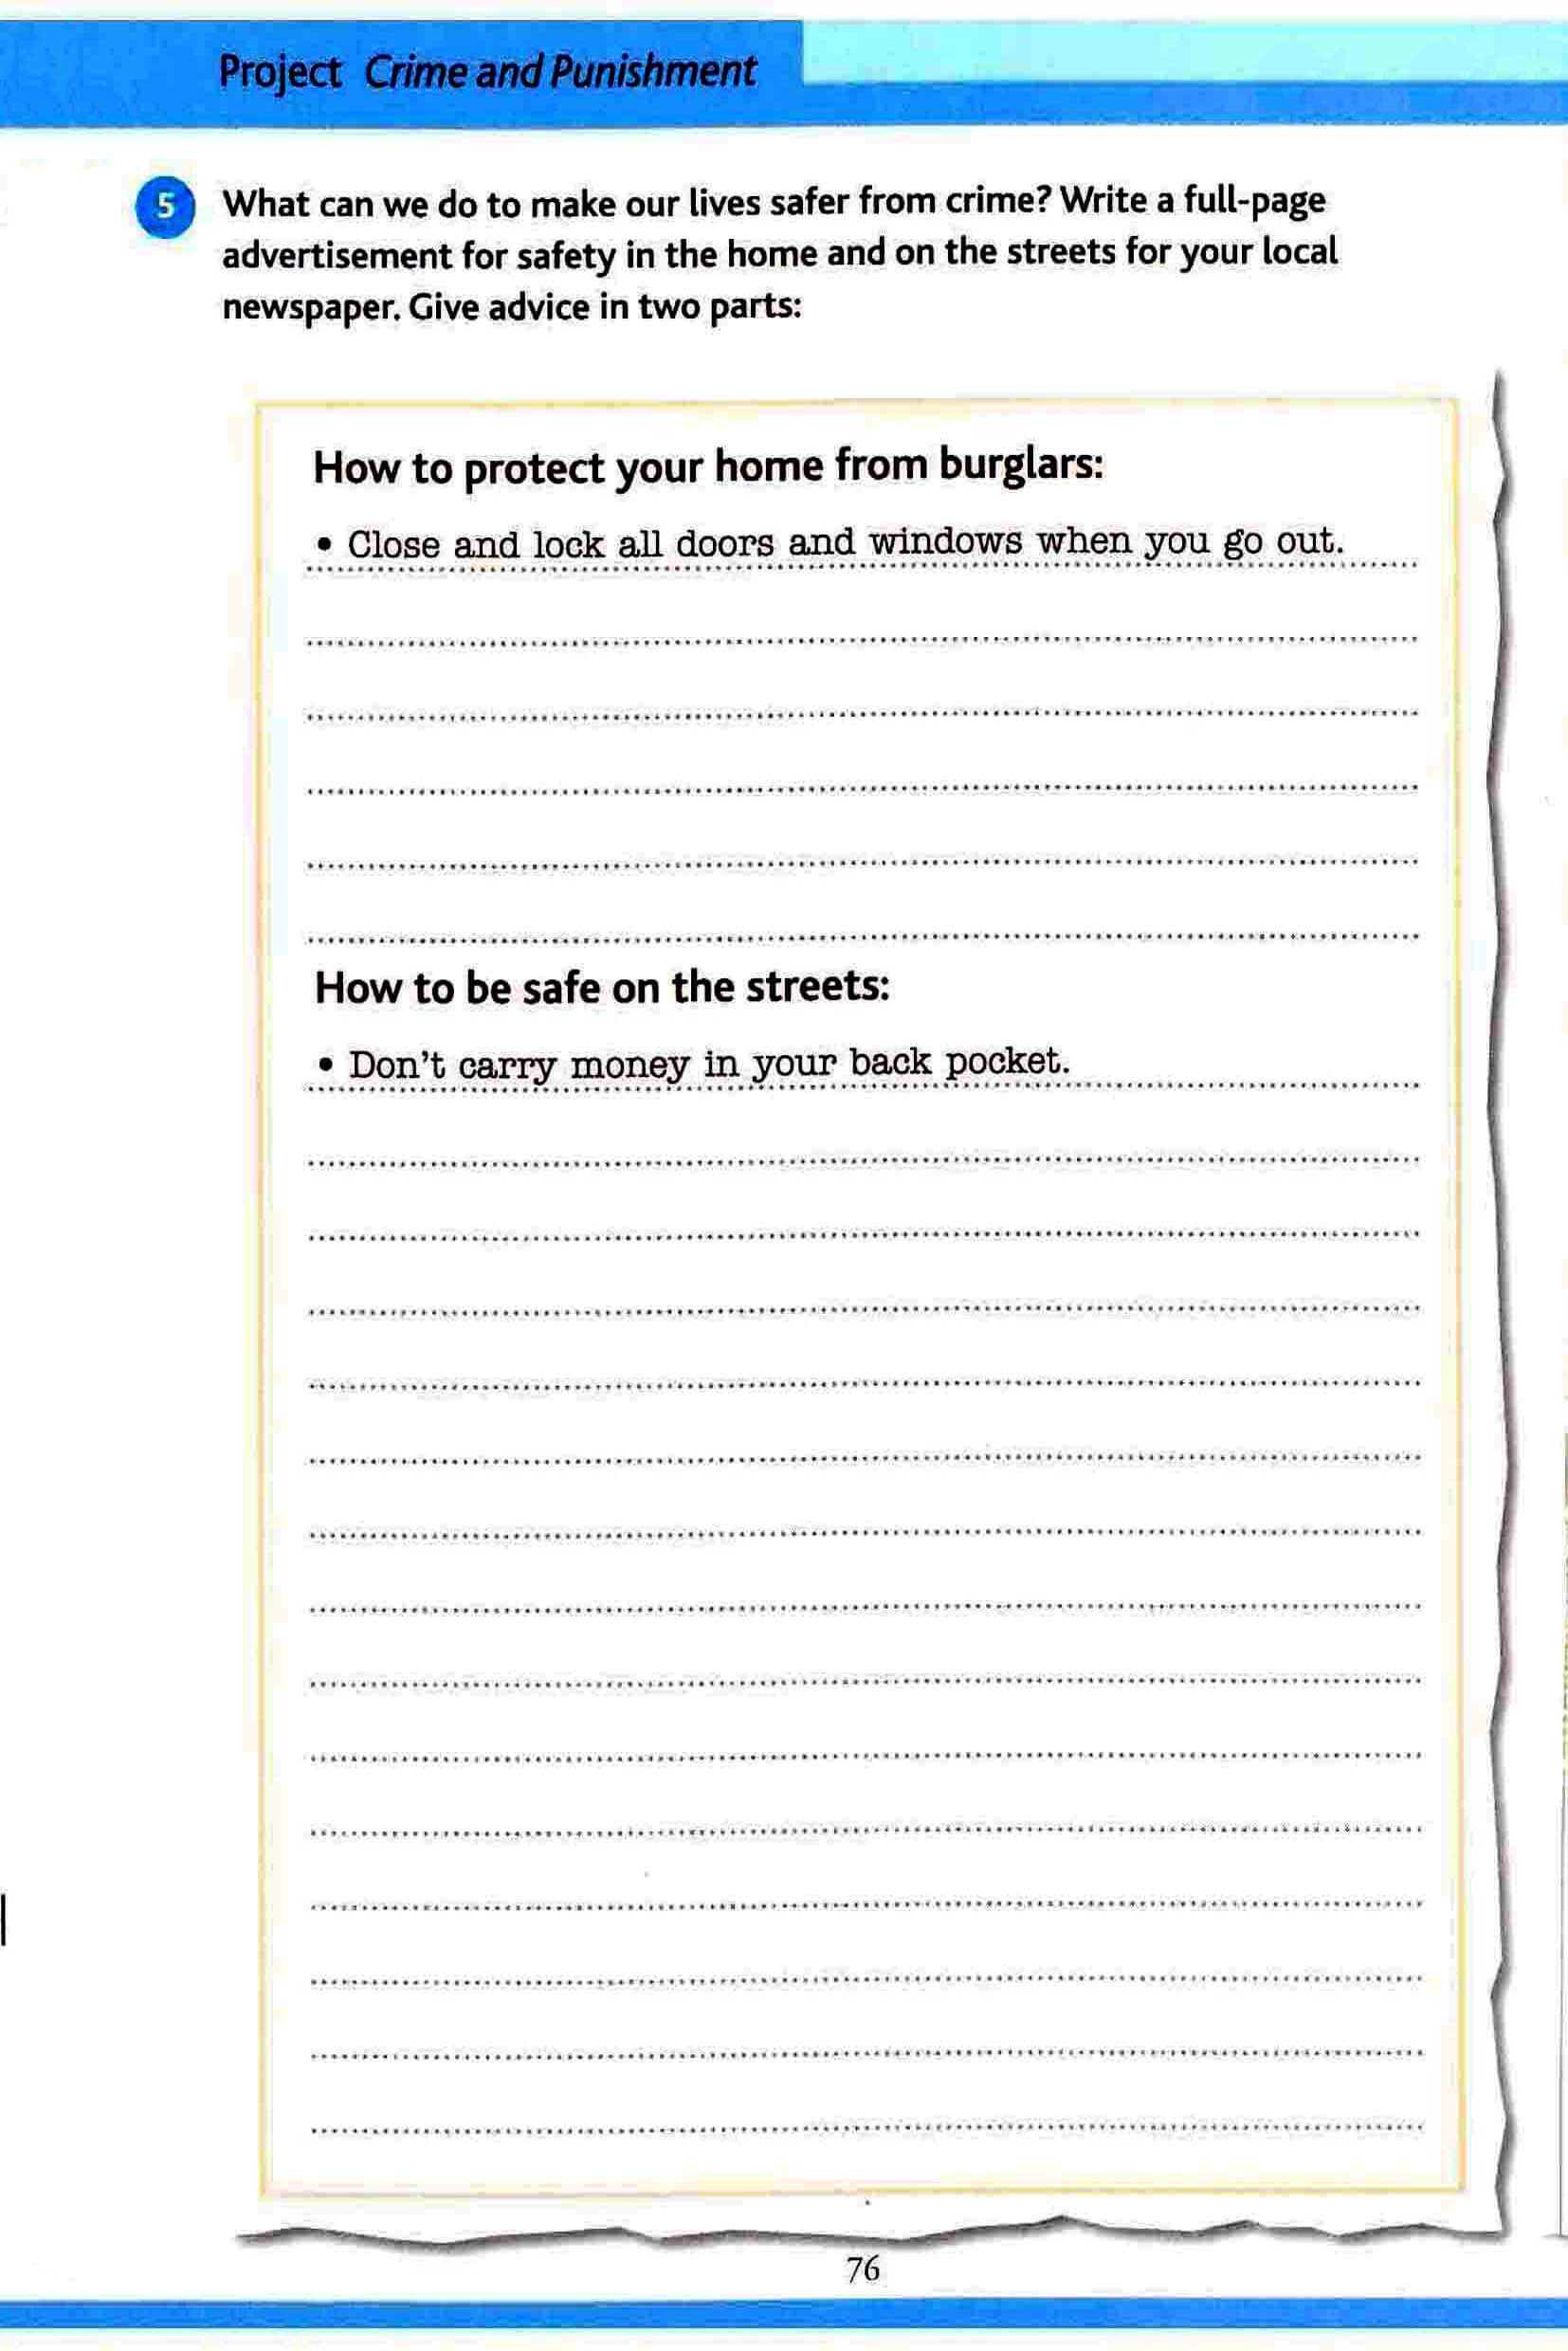 Project Crime and Punishment
5 What can we do to make our lives safer from crime? Write a full-page
advertisement for safety in the home and on the streets for your local
newspaper. Give advice in two parts:
How to protect your home from burglars:
• Close and lock all doors and windows when you go out.
How to be safe on the streets:
• Don't carry money in your back pocket.
76